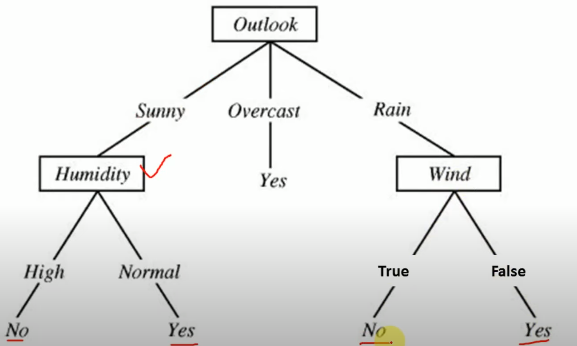 Outlook
Sunny Overcast Rain
Humidity Yes Wind
High Normal True False
No Yes No Yes